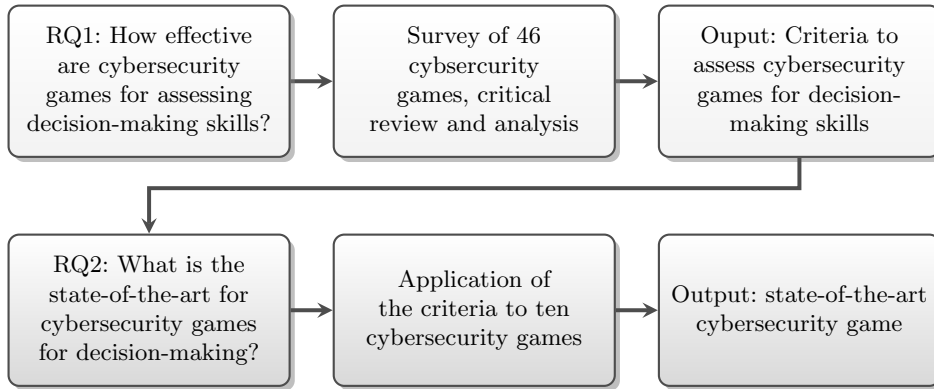 RQ1: How effective
are cybersecurity
games for assessing
decision-making skills?
Survey of 46
cybsercurity
games, critical
review and analysis
Ouput: Criteria to
assess cybersecurity
games for decision-
making skills
RQ2: What is the
state-of-the-art for
cybersecurity games
for decision-making?
Application of
the criteria to ten
cybersecurity games
Output: state-of-the-art
cybersecurity game